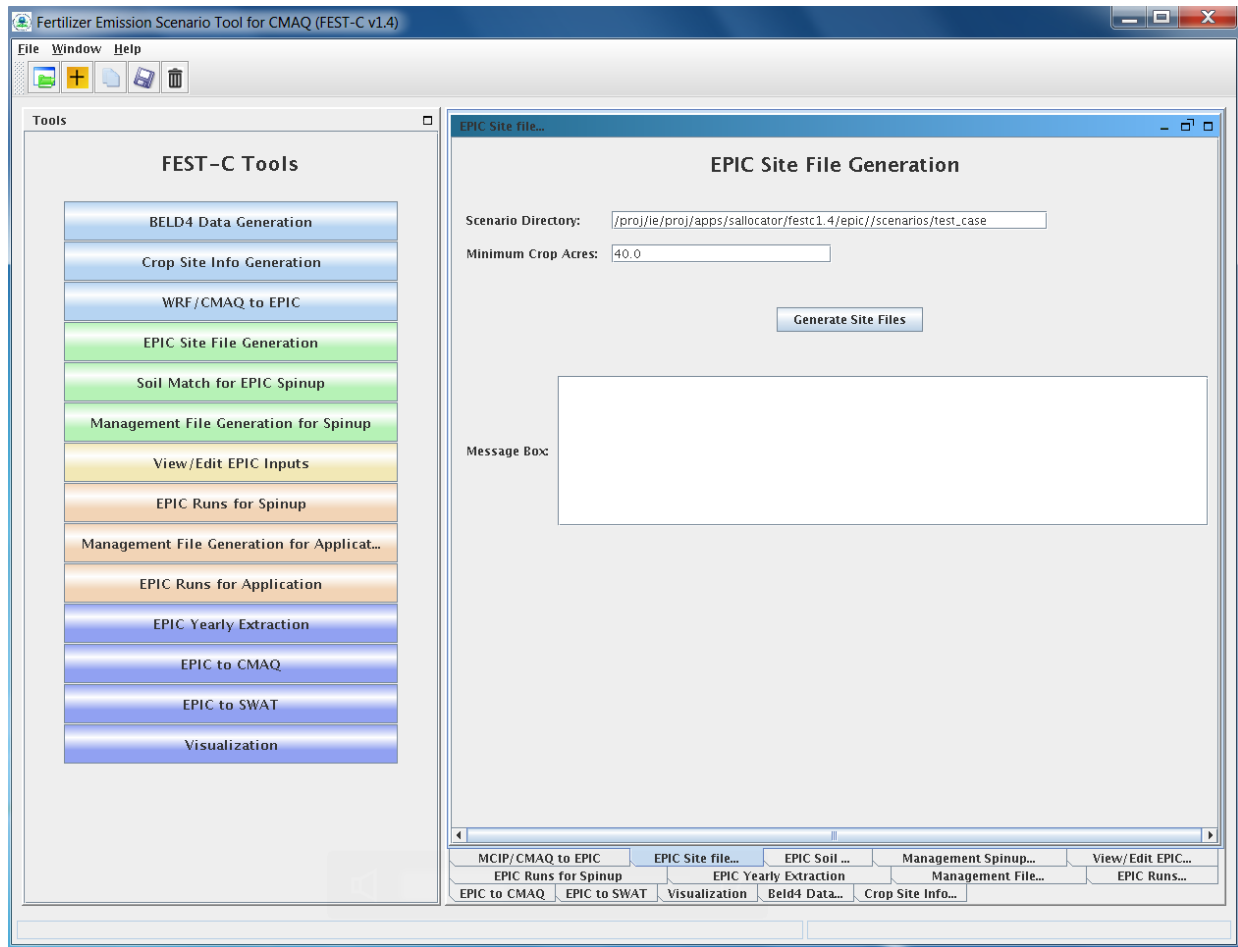 Fertilizer Emission Scenario Tool for CMAQ (FEST-C v1.4)
File Window Help
Tools
FEST-C Tools
BELD4 Data Generation
Crop Site Info Generation
WRF/CMAQ to EPIC
EPIC Site File Generation
Soil Match for EPIC Spinup
Management File Generation for Spinup
View/Edit EPIC Inputs
EPIC Runs for Spinup
Management File Generation for Applicat...
EPIC Runs for Application
EPIC Yearly Extraction
EPIC to CMAQ
EPIC to SWAT
Visualization
EPIC Site file...
EPIC Site File Generation
Scenario Directory: /proj/ie/proj/apps/sallocator/festc1.4/epic//scenarios/test_case
Minimum Crop Acres: 40.0
Generate Site Files
Message Box:
MCIP/CMAQ to EPIC EPIC Site file... EPIC Soil ... Management Spinup... View/Edit EPIC...
EPIC Runs for Spinup EPIC Yearly Extraction Management File... EPIC Runs...
EPIC to CMAQ EPIC to SWAT Visualization Beld4 Data... Crop Site Info...